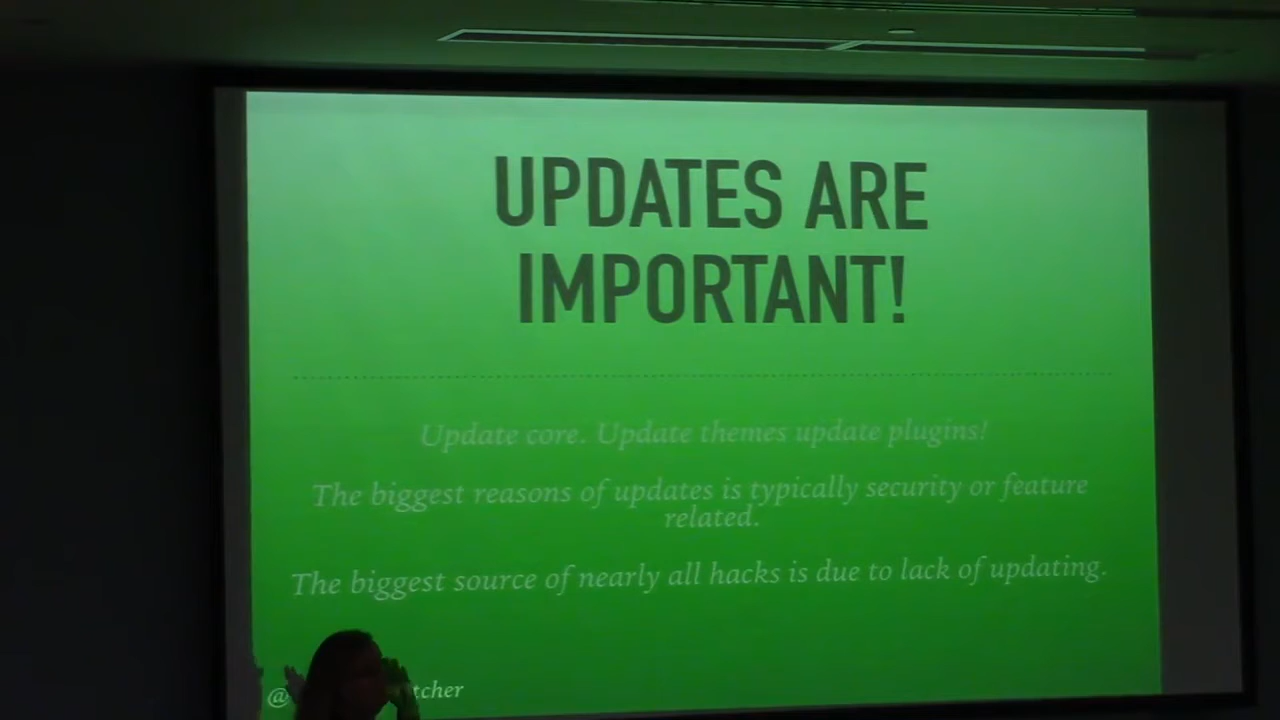 UPDATES ARE
IMPORTANT!
Update core. Update themes update plugins!
The biggest reasons of updates is typically security or feature
related.
The biggest source of nearly all hacks is due to lack of updating.